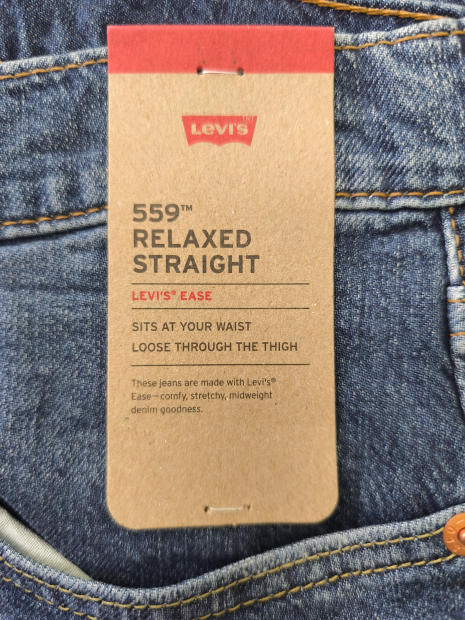 Levi's
559™
RELAXED
STRAIGHT
LEVI'S® EASE
SITS AT YOUR WAIST
LOOSE THROUGH THE THIGH
These jeans are made with Levi's®
Ease—comfy, stretchy, midweight
denim goodness.